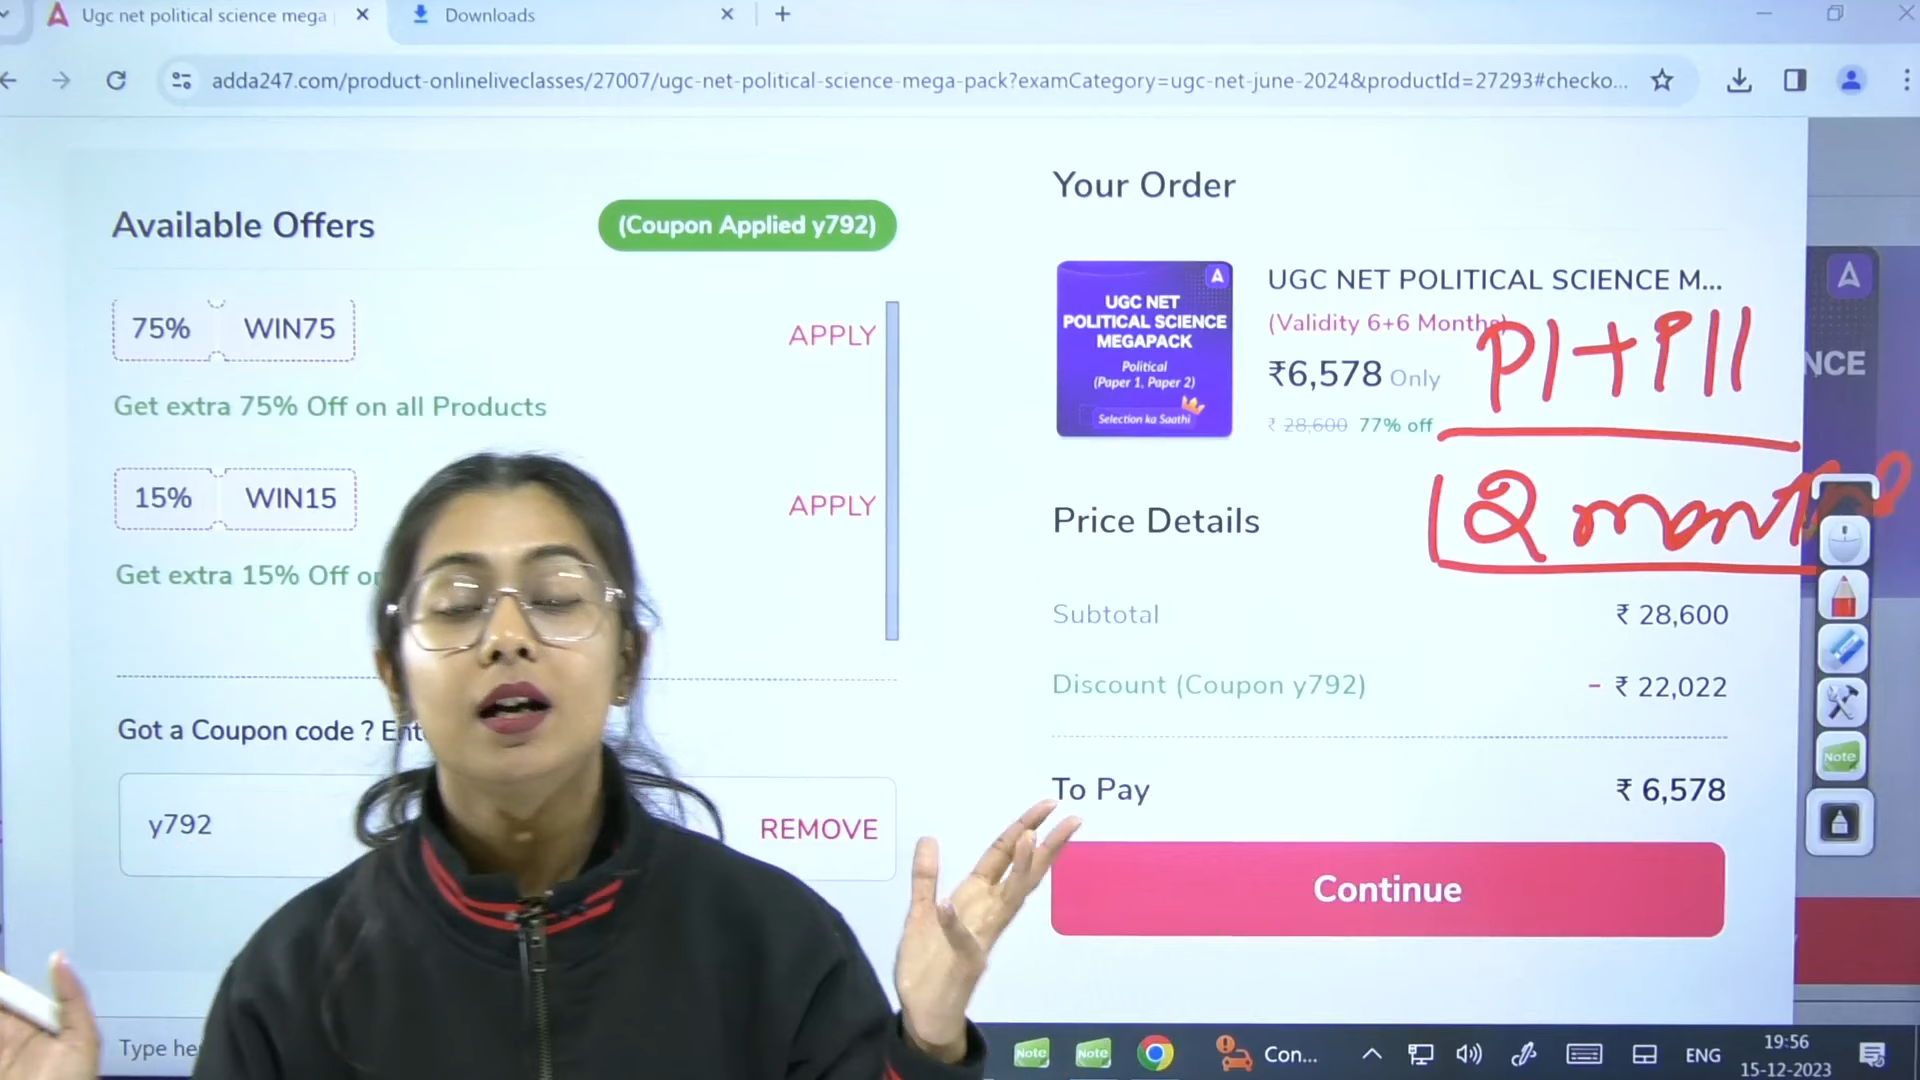 Ugc net political science mega
Downloads
adda247.com/product-onlineliveclasses/27007/ugc-net-political-science-mega-pack?examCategory=ugc-net-june-2024&productId=27293#checko...
Available Offers
(Coupon Applied y792)
75% WIN75
APPLY
Get extra 75% Off on all Products
15% WIN15
APPLY
Get extra 15% Off
Got a Coupon code ?
y792
REMOVE
Your Order
UGC NET
POLITICAL SCIENCE
MEGAPACK
Political
(Paper 1, Paper 2)
Selection ka Saathi
UGC NET POLITICAL SCIENCE M...
(Validity 6+6 Months)
₹6,578 Only
₹ 28,600 77% off
PI+PII
12 months
NCE
Price Details
Subtotal ₹ 28,600
Discount (Coupon y792) - ₹ 22,022
To Pay ₹ 6,578
Continue
Note
Type
Note
Note
Con...
ENG
19:56
15-12-2023